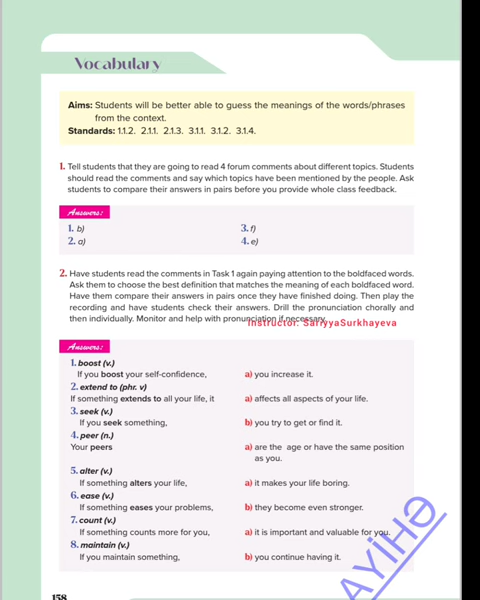 Vocabulary
Aims: Students will be better able to guess the meanings of the words/phrases
from the context.
Standards: 1.1.2. 2.1.1. 2.1.3. 3.1.1. 3.1.2. 3.1.4.
1. Tell students that they are going to read 4 forum comments about different topics. Students
should read the comments and say which topics have been mentioned by the people. Ask
students to compare their answers in pairs before you provide whole class feedback.
Answers:
1. b) 3. f)
2. a) 4. e)
2. Have students read the comments in Task 1 again paying attention to the boldfaced words.
Ask them to choose the best definition that matches the meaning of each boldfaced word.
Have them compare their answers in pairs once they have finished doing. Then play the
recording and have students check their answers. Drill the pronunciation chorally and
then individually. Monitor and help with pronunciation if necessary.
Instructor: SariyyaSurkhayeva
Answers:
1. boost (v.)
If you boost your self-confidence, a) you increase it.
2. extend to (phr. v)
If something extends to all your life, it a) affects all aspects of your life.
3. seek (v.)
If you seek something, b) you try to get or find it.
4. peer (n.)
Your peers a) are the age or have the same position
as you.
5. alter (v.)
If something alters your life, a) it makes your life boring.
6. ease (v.)
If something eases your problems, b) they become even stronger.
7. count (v.)
If something counts more for you, a) it is important and valuable for you.
8. maintain (v.)
If you maintain something, b) you continue having it.
AYİHƏ
158